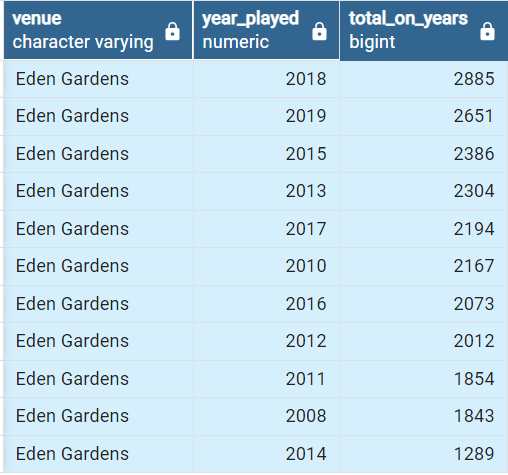 venue year_played total_on_years
character varying numeric bigint
Eden Gardens 2018 2885
Eden Gardens 2019 2651
Eden Gardens 2015 2386
Eden Gardens 2013 2304
Eden Gardens 2017 2194
Eden Gardens 2010 2167
Eden Gardens 2016 2073
Eden Gardens 2012 2012
Eden Gardens 2011 1854
Eden Gardens 2008 1843
Eden Gardens 2014 1289